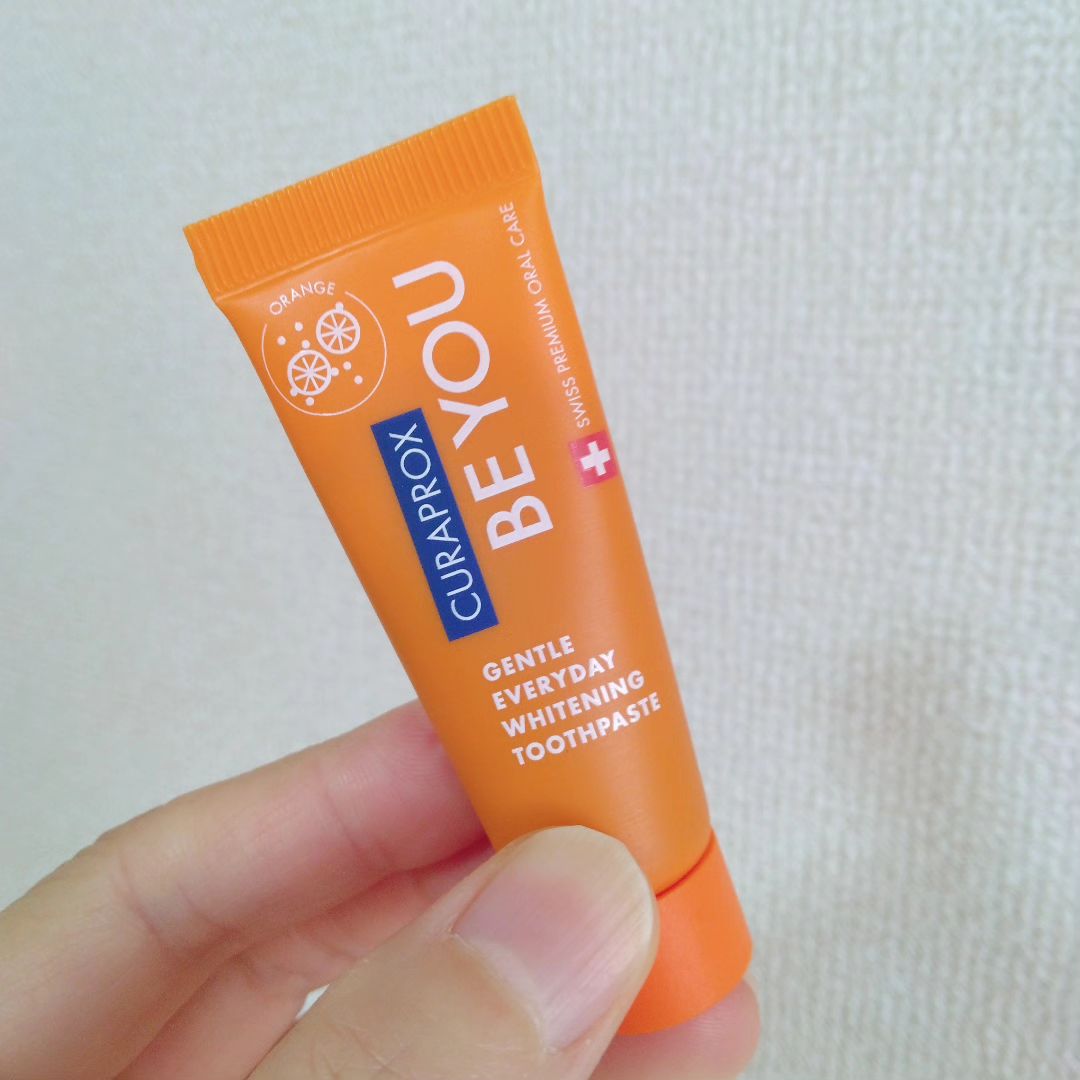 ORANGE
CURAPROX
BE YOU
SWISS PREMIUM ORAL CARE
GENTLE
EVERYDAY
WHITENING
TOOTHPASTE